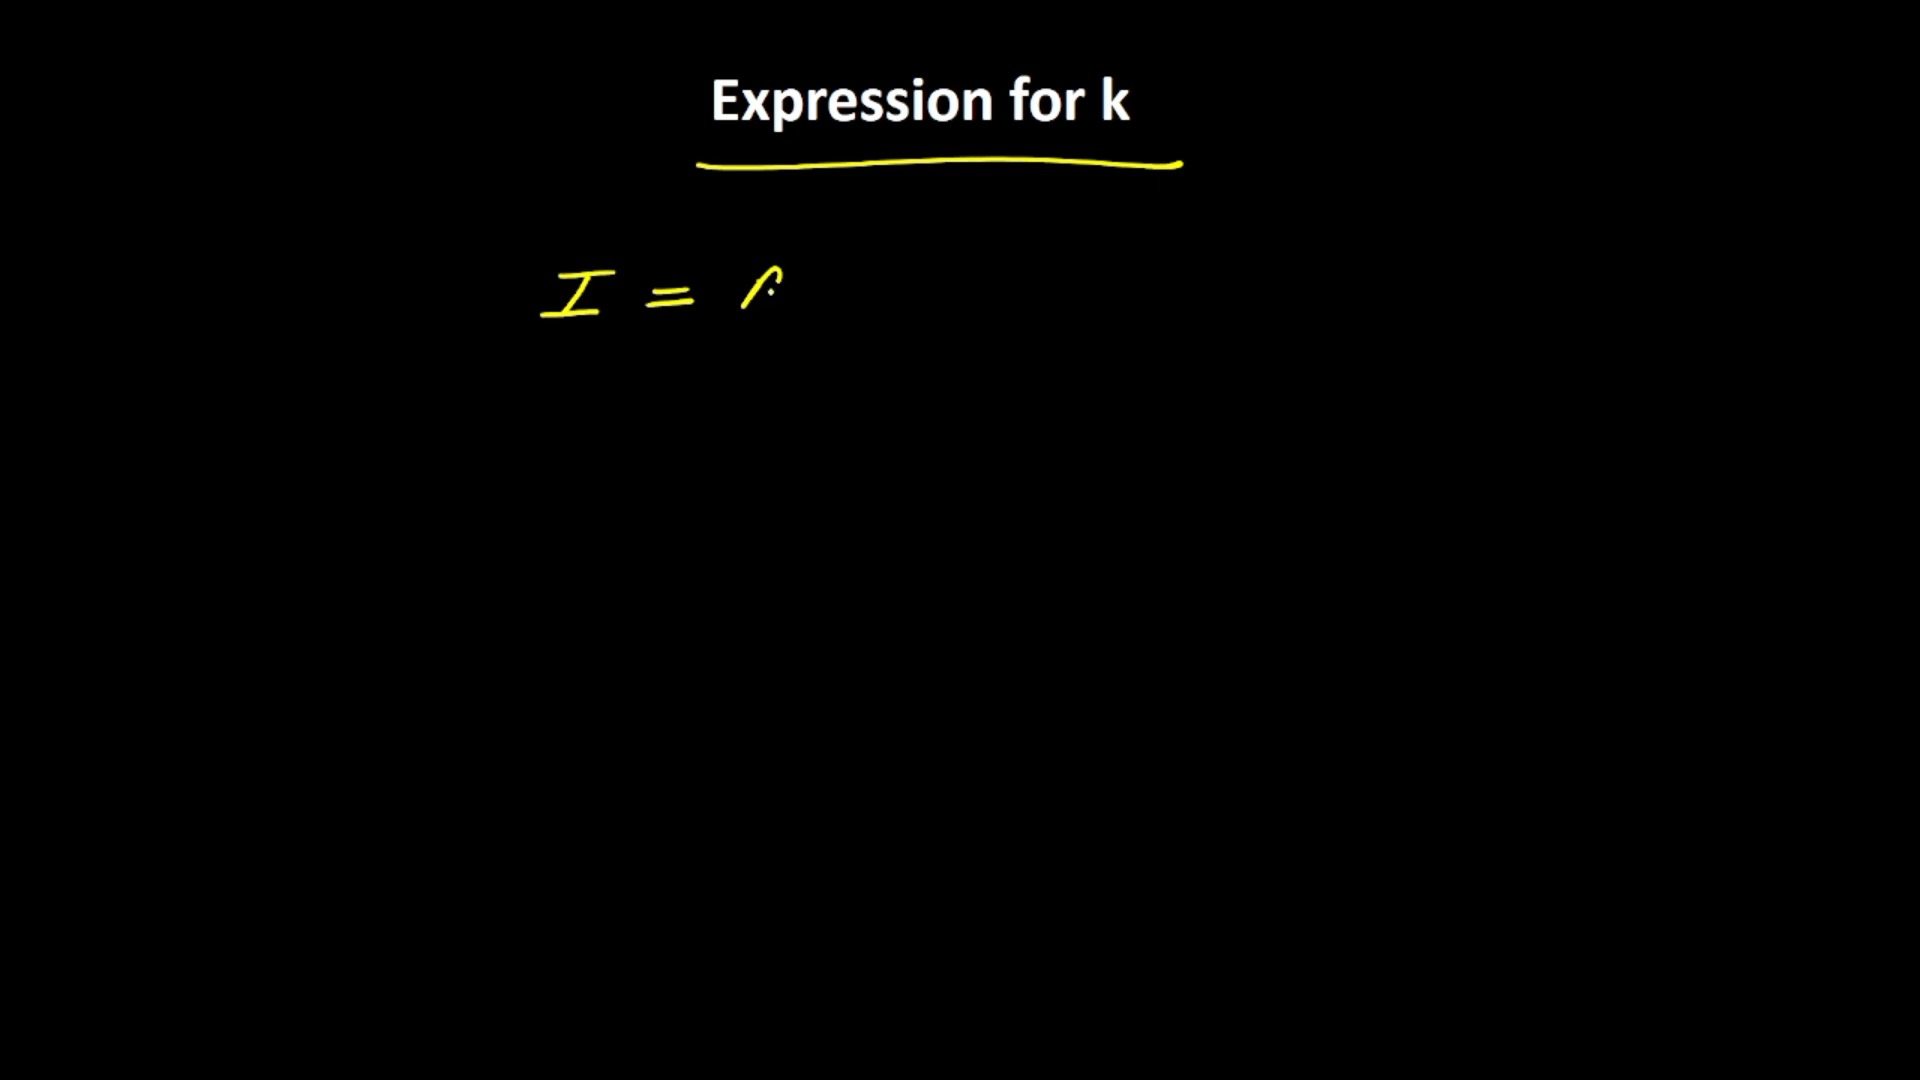 Expression for k
I =